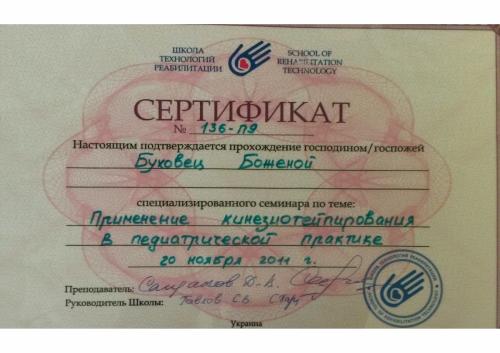 ШКОЛА
ТЕХНОЛОГИЙ
РЕАБИЛИТАЦИИ
SCHOOL OF
REHABILITATION
TECHNOLOGY
СЕРТИФИКАТ
№ 136-ПЯ
Настоящим подтверждается прохождение господином/госпожей
Буковец Боженой
специализированного семинара по теме:
Применение кинезиотейпирования
в педиатрической практике
20 ноября 2011 г.
Преподаватель:
Руководитель Школы:
Украина